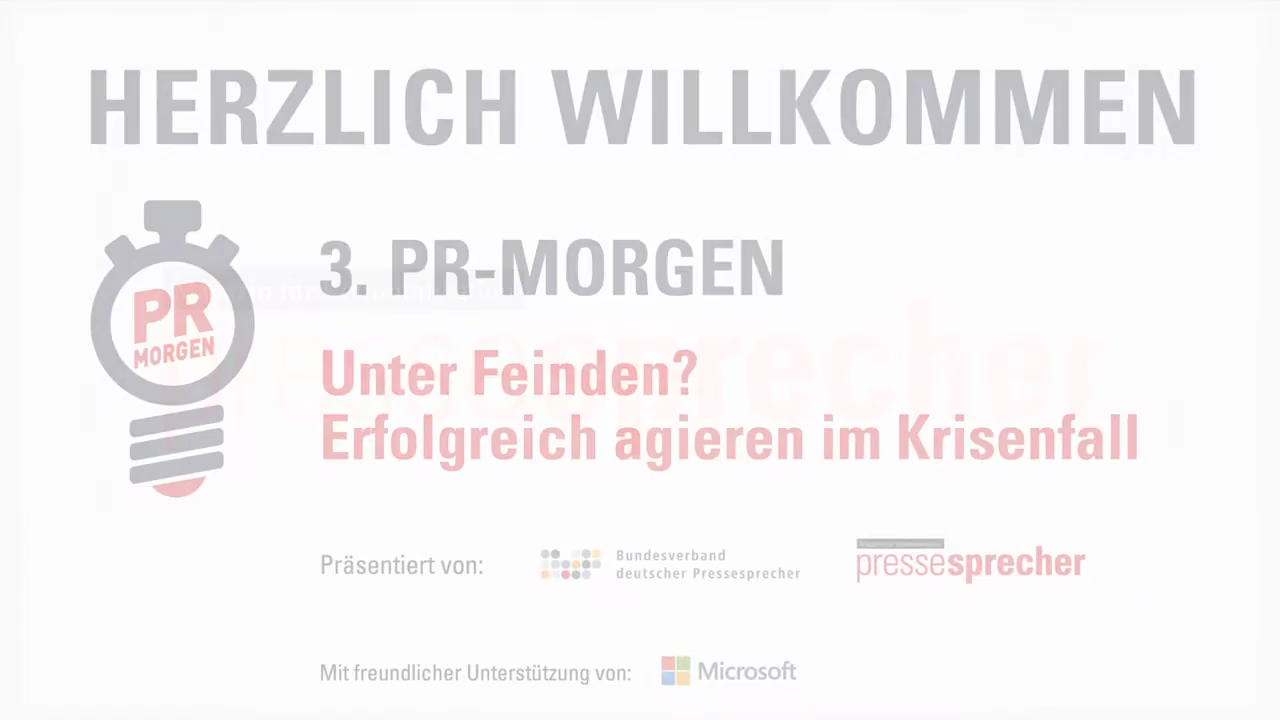 HERZLICH WILLKOMMEN
3. PR-MORGEN
PR
MORGEN
Unter Feinden?
Erfolgreich agieren im Krisenfall
Präsentiert von:
Bundesverband
deutscher Pressesprecher
pressesprecher
Mit freundlicher Unterstützung von:
Microsoft